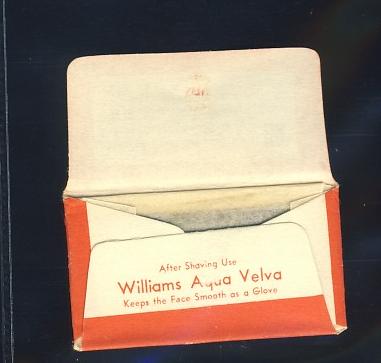 After Shaving Use
Williams Aqua Velva
Keeps the Face Smooth as a Glove